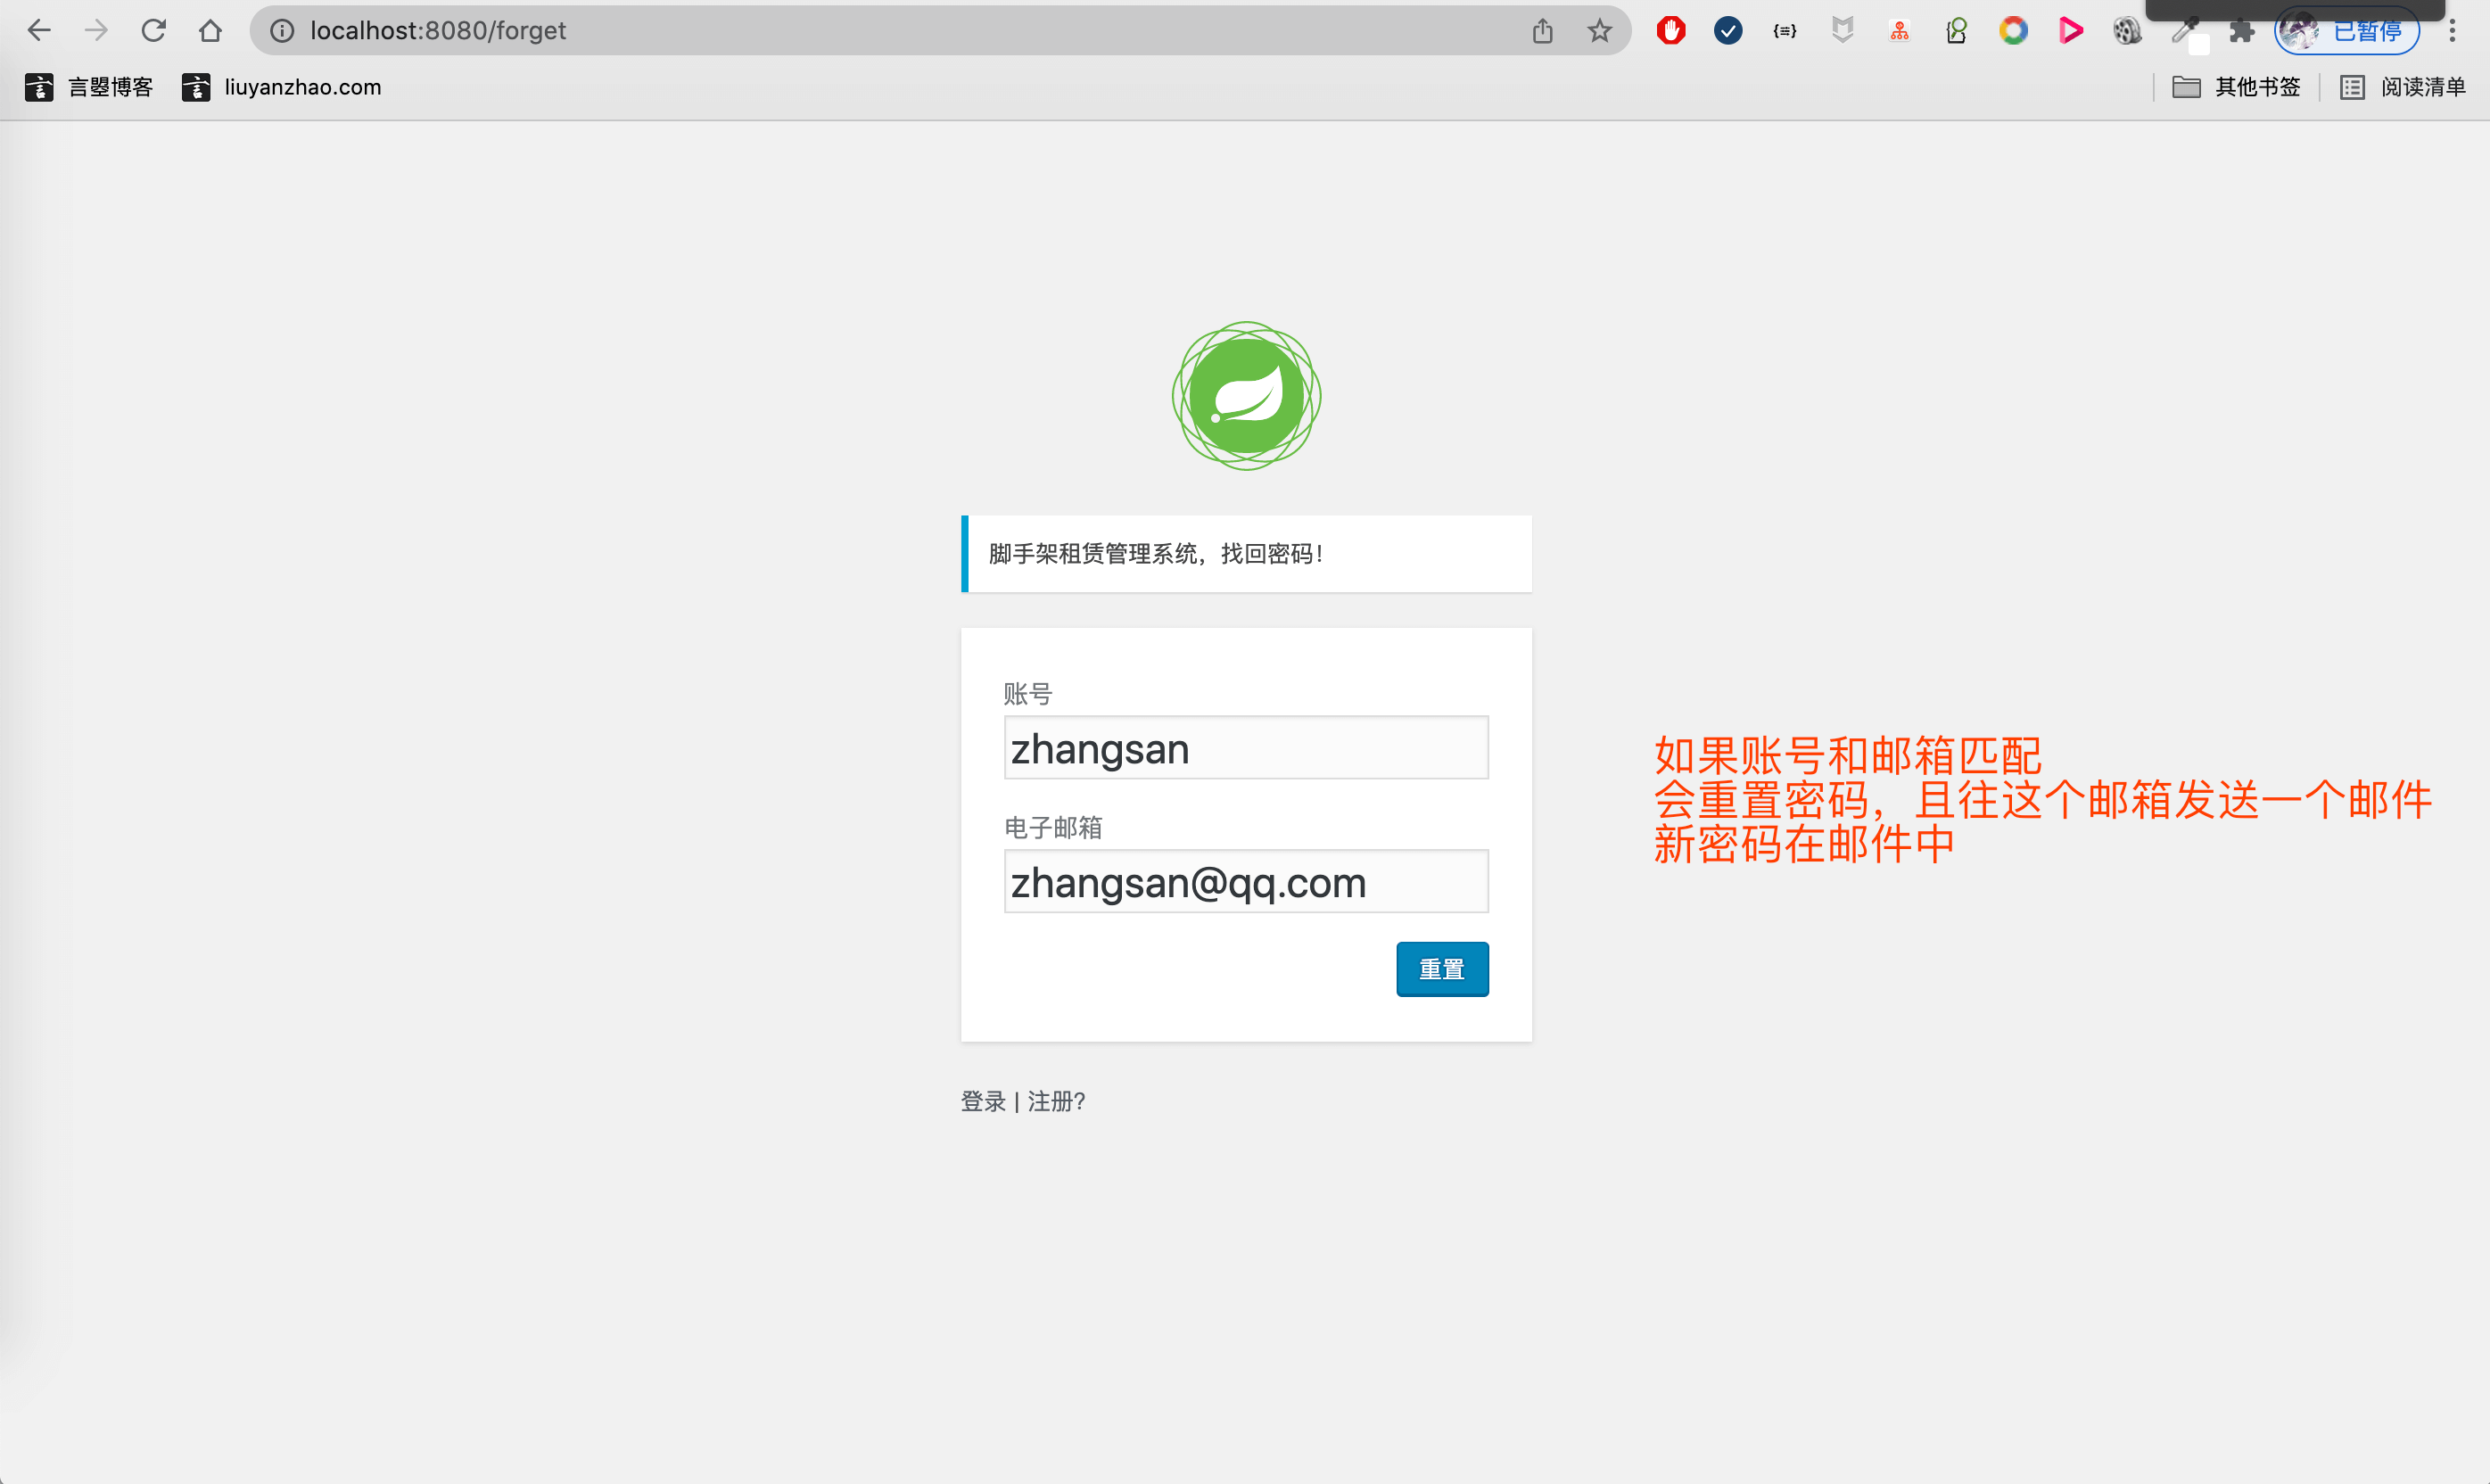 localhost:8080/forget
已暂停
言曌博客
liuyanzhao.com
其他书签
阅读清单
脚手架租赁管理系统，找回密码！
账号
zhangsan
电子邮箱
zhangsan@qq.com
重置
登录 | 注册?
如果账号和邮箱匹配
会重置密码，且往这个邮箱发送一个邮件
新密码在邮件中